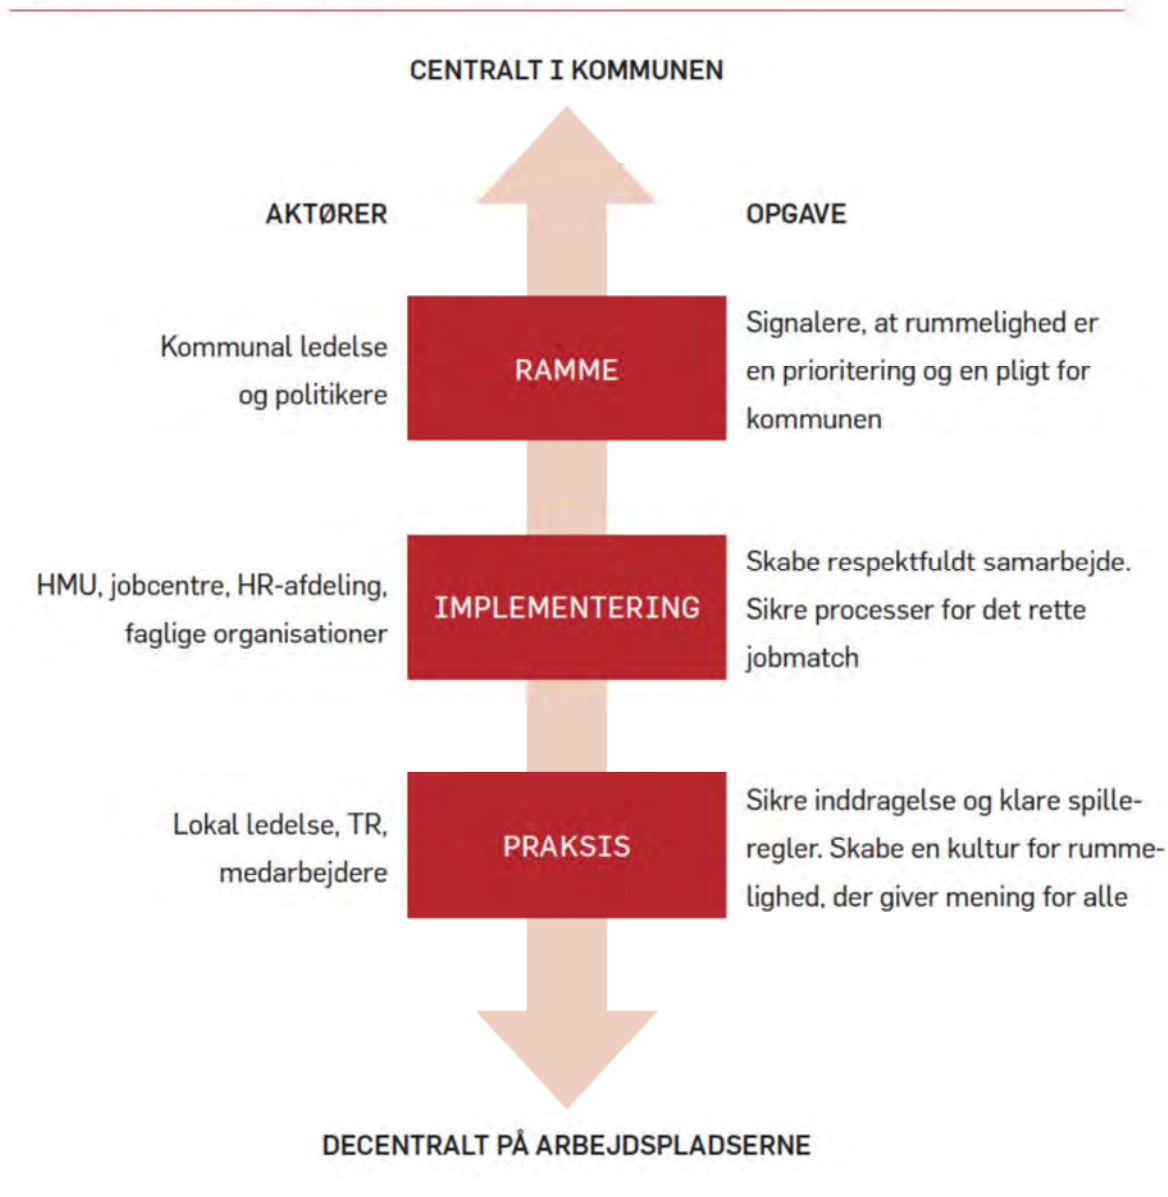 CENTRALT I KOMMUNEN
AKTØRER
OPGAVE
Kommunal ledelse
og politikere
RAMME
Signalere, at rummelighed er
en prioritering og en pligt for
kommunen
HMU, jobcentre, HR-afdeling,
faglige organisationer
IMPLEMENTERING
Skabe respektfuldt samarbejde.
Sikre processer for det rette
jobmatch
Lokal ledelse, TR,
medarbejdere
PRAKSIS
Sikre inddragelse og klare spille-
regler. Skabe en kultur for rumme-
lighed, der giver mening for alle
DECENTRALT PÅ ARBEJDSPLADSERNE